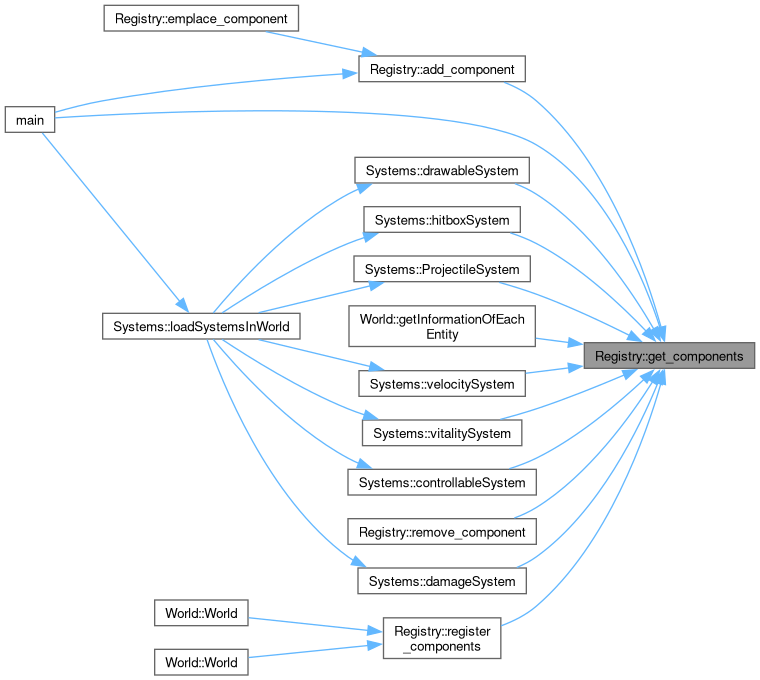 Registry::emplace_component
Registry::add_component
main
Systems::drawableSystem
Systems::hitboxSystem
Systems::ProjectileSystem
World::getInformationOfEach
Entity
Systems::loadSystemsInWorld
Registry::get_components
Systems::velocitySystem
Systems::vitalitySystem
Systems::controllableSystem
Registry::remove_component
Systems::damageSystem
World::World
Registry::register
_components
World::World